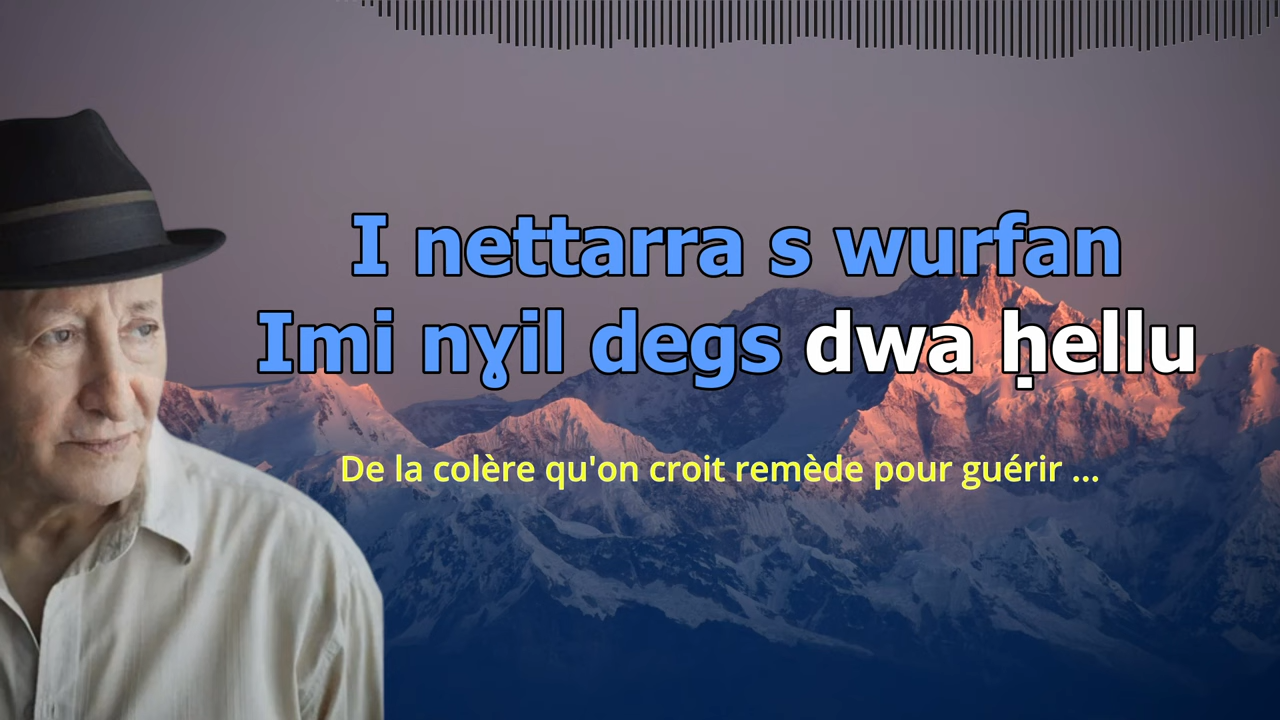 I nettarra s wurfan
Imi nɣil degs dwa ḥellu
De la colère qu'on croit remède pour guérir ...